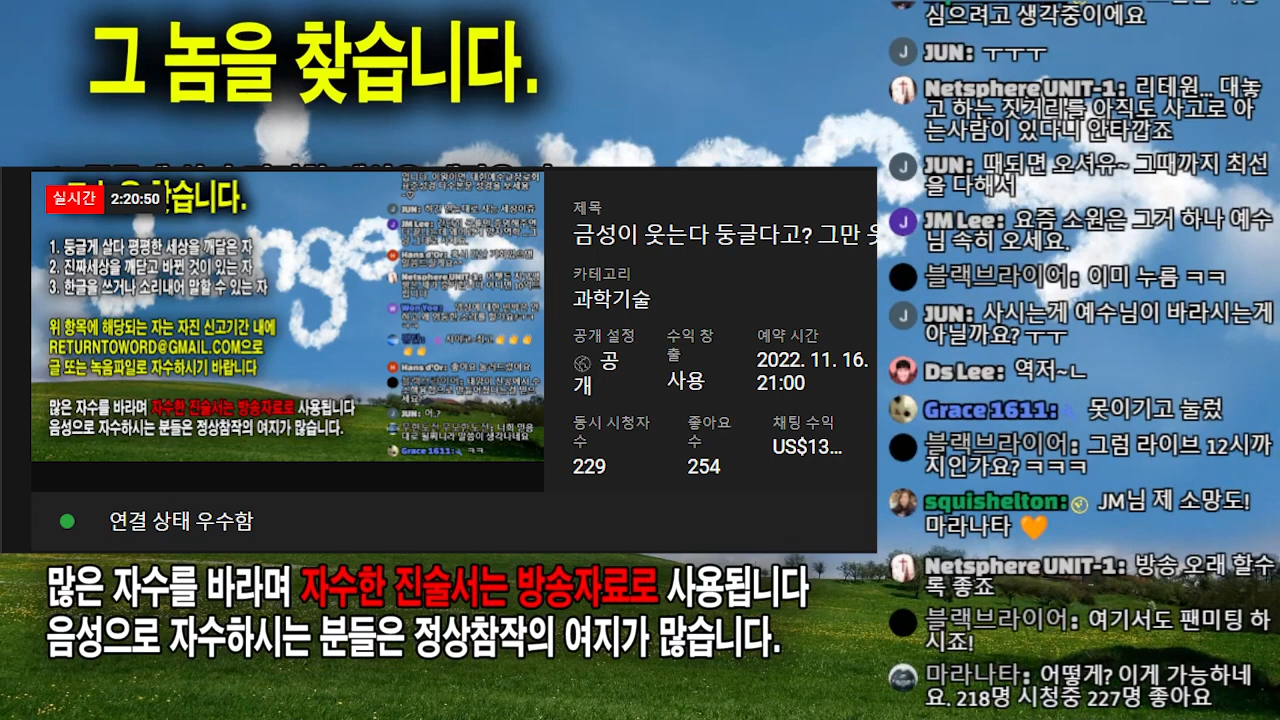 그 놈을 찾습니다.
실시간 2:20:50
찾습니다.
1. 둥글게 살다 평평한 세상을 깨달은 자
2. 진짜세상을 깨닫고 바뀐 것이 있는 자
3. 한글을 쓰거나 소리내어 말할 수 있는 자
위 항목에 해당되는 자는 자진 신고기간 내에
RETURNTOWORD@GMAIL.COM으로
글 또는 녹음파일로 자수하시기 바랍니다
많은 자수를 바라며 자수한 진술서는 방송자료로 사용됩니다
음성으로 자수하시는 분들은 정상참작의 여지가 많습니다.
JUN: 어.?
Grace 1611: ㅋㅋ
제목
금성이 웃는다 둥글다고? 그만
카테고리
과학기술
공개 설정
공
개
수익 창
출
사용
예약 시간
2022. 11. 16.
21:00
동시 시청자
수
229
좋아요
수
254
채팅 수익
US$13...
연결 상태 우수함
많은 자수를 바라며 자수한 진술서는 방송자료로 사용됩니다
음성으로 자수하시는 분들은 정상참작의 여지가 많습니다.
심으려고 생각중이에요
JUN: ㅜㅜㅜ
Netsphere UNIT-1: 리테원... 대놓
고 하는 짓거리를 아직도 사고로 아
는사람이 있다니 안타깝죠
JUN: 때되면 오셔유~ 그때까지 최선
을 다해서
JM Lee: 요즘 소원은 그거 하나 예수
님 속히 오세요.
블랙브라이어: 이미 누름 ㅋㅋ
JUN: 사시는게 예수님이 바라시는게
아닐까요? ㅜㅜ
Ds Lee: 역저~ㄴ
Grace 1611: 못이기고 눌렀
블랙브라이어: 그럼 라이브 12시까
지인가요? ㅋㅋㅋ
squishelton: JM님 제 소망도!
마라나타 🧡
Netsphere UNIT-1: 방송 오래 할수
록 좋죠
블랙브라이어: 여기서도 팬미팅 하
시죠!
마라나타: 어떻게? 이게 가능하네
요. 218명 시청중 227명 좋아요